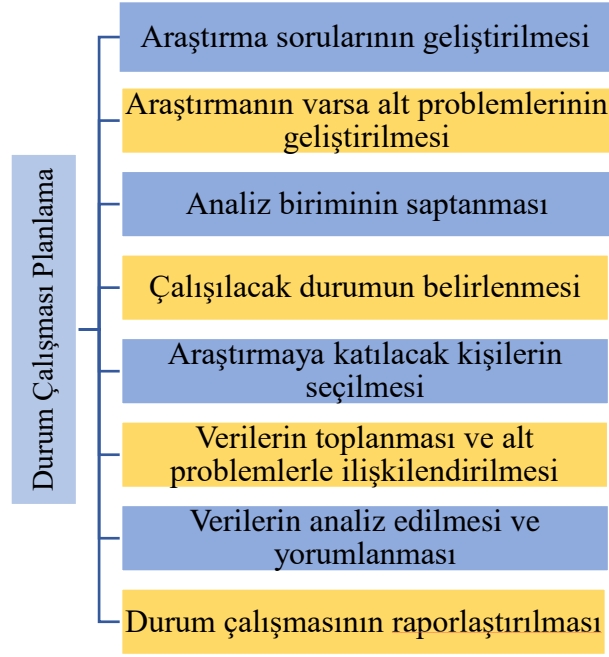 Durum Çalışması Planlama
Araştırma sorularının geliştirilmesi
Araştırmanın varsa alt problemlerinin
geliştirilmesi
Analiz biriminin saptanması
Çalışılacak durumun belirlenmesi
Araştırmaya katılacak kişilerin
seçilmesi
Verilerin toplanması ve alt
problemlerle ilişkilendirilmesi
Verilerin analiz edilmesi ve
yorumlanması
Durum çalışmasının raporlaştırılması